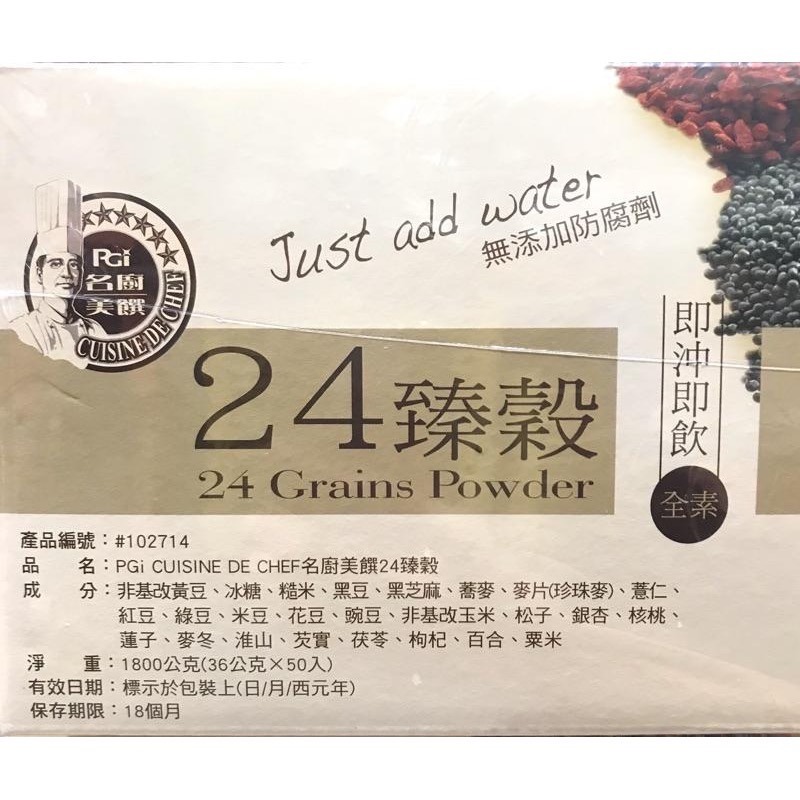 Just add water
無添加防腐劑
PGi
名廚
美饌
CUISINE DE CHEF
24臻穀
24 Grains Powder
即沖即飲
全素
產品編號：#102714
品　　名：PGi CUISINE DE CHEF名廚美饌24臻穀
成　　分：非基改黃豆、冰糖、糙米、黑豆、黑芝麻、蕎麥、麥片(珍珠麥)、薏仁、
紅豆、綠豆、米豆、花豆、豌豆、非基改玉米、松子、銀杏、核桃、
蓮子、麥冬、淮山、芡實、茯苓、枸杞、百合、粟米
淨　　重：1800公克(36公克×50入)
有效日期：標示於包裝上(日/月/西元年)
保存期限：18個月